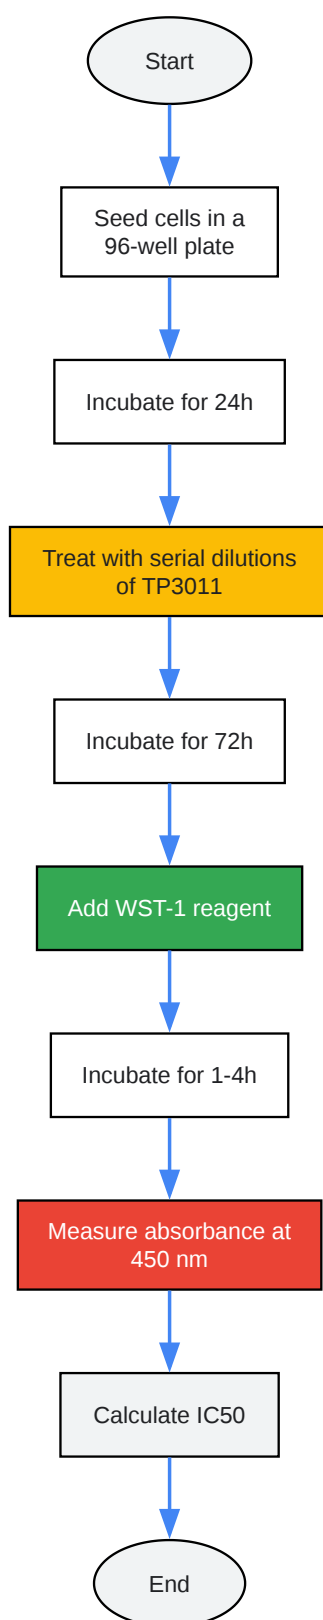 Start
Seed cells in a
96-well plate
Incubate for 24h
Treat with serial dilutions
of TP3011
Incubate for 72h
Add WST-1 reagent
Incubate for 1-4h
Measure absorbance at
450 nm
Calculate IC50
End